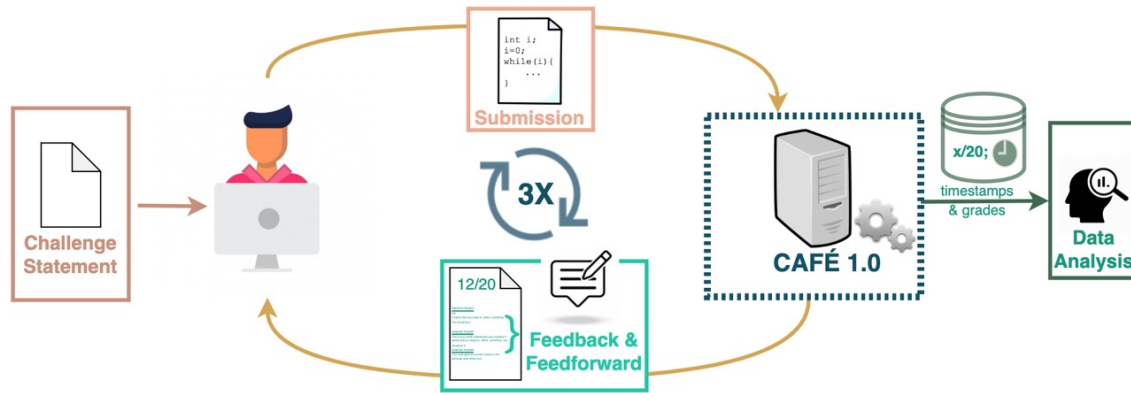 Challenge
Statement
int i;
i=0;
while(i){
...
}
Submission
3X
12/20
Feedback &
Feedforward
CAFÉ 1.0
x/20;
timestamps
& grades
Data
Analysis